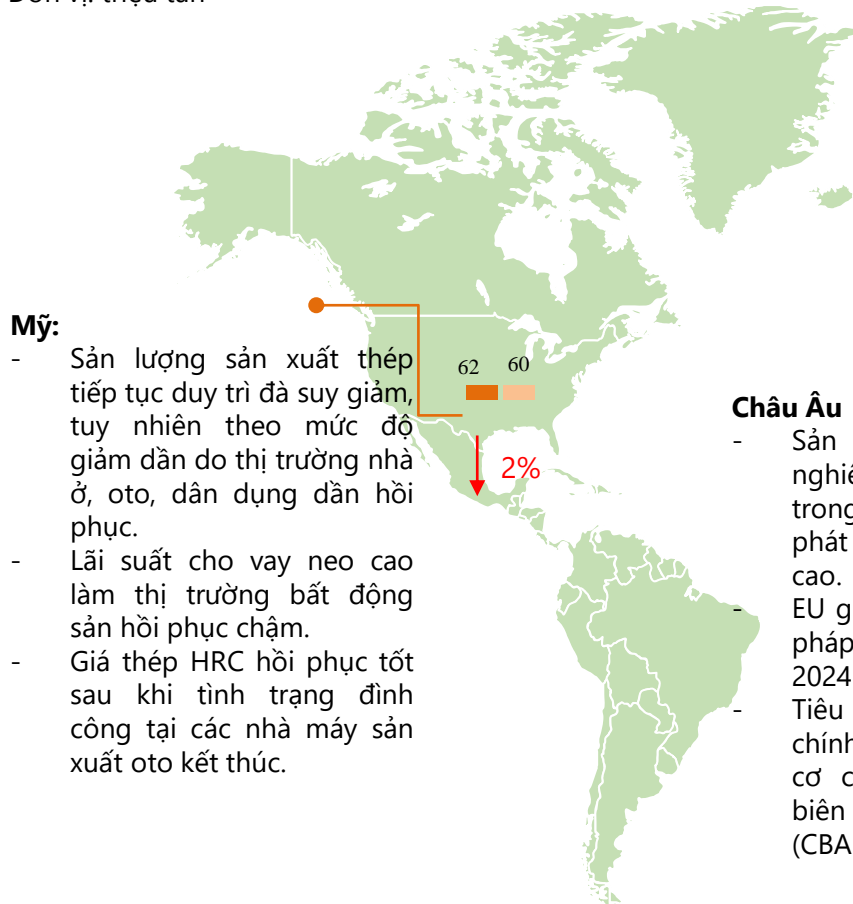 Đơn vị: triệu tấn
Mỹ:
- Sản lượng sản xuất thép
tiếp tục duy trì đà suy giảm,
tuy nhiên theo mức độ
giảm dần do thị trường nhà
ở, oto, dân dụng dần hồi
phục.
- Lãi suất cho vay neo cao
làm thị trường bất động
sản hồi phục chậm.
- Giá thép HRC hồi phục tốt
sau khi tình trạng đình
công tại các nhà máy sản
xuất oto kết thúc.
62 60
2%
Châu Âu
- Sản
nghiê
trong
phát
cao.
- EU g
pháp
2024
- Tiêu
chính
cơ c
biên
(CBA